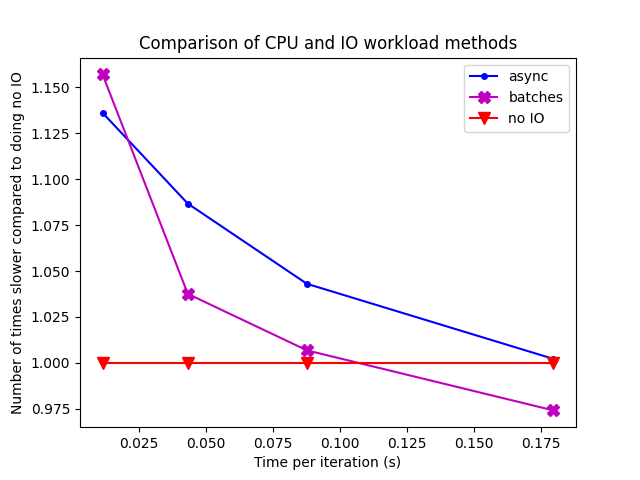 Comparison of CPU and IO workload methods
Number of times slower compared to doing no IO
1.150
1.125
1.100
1.075
1.050
1.025
1.000
0.975
async
batches
no IO
0.025
0.050
0.075
0.100
0.125
0.150
0.175
Time per iteration (s)